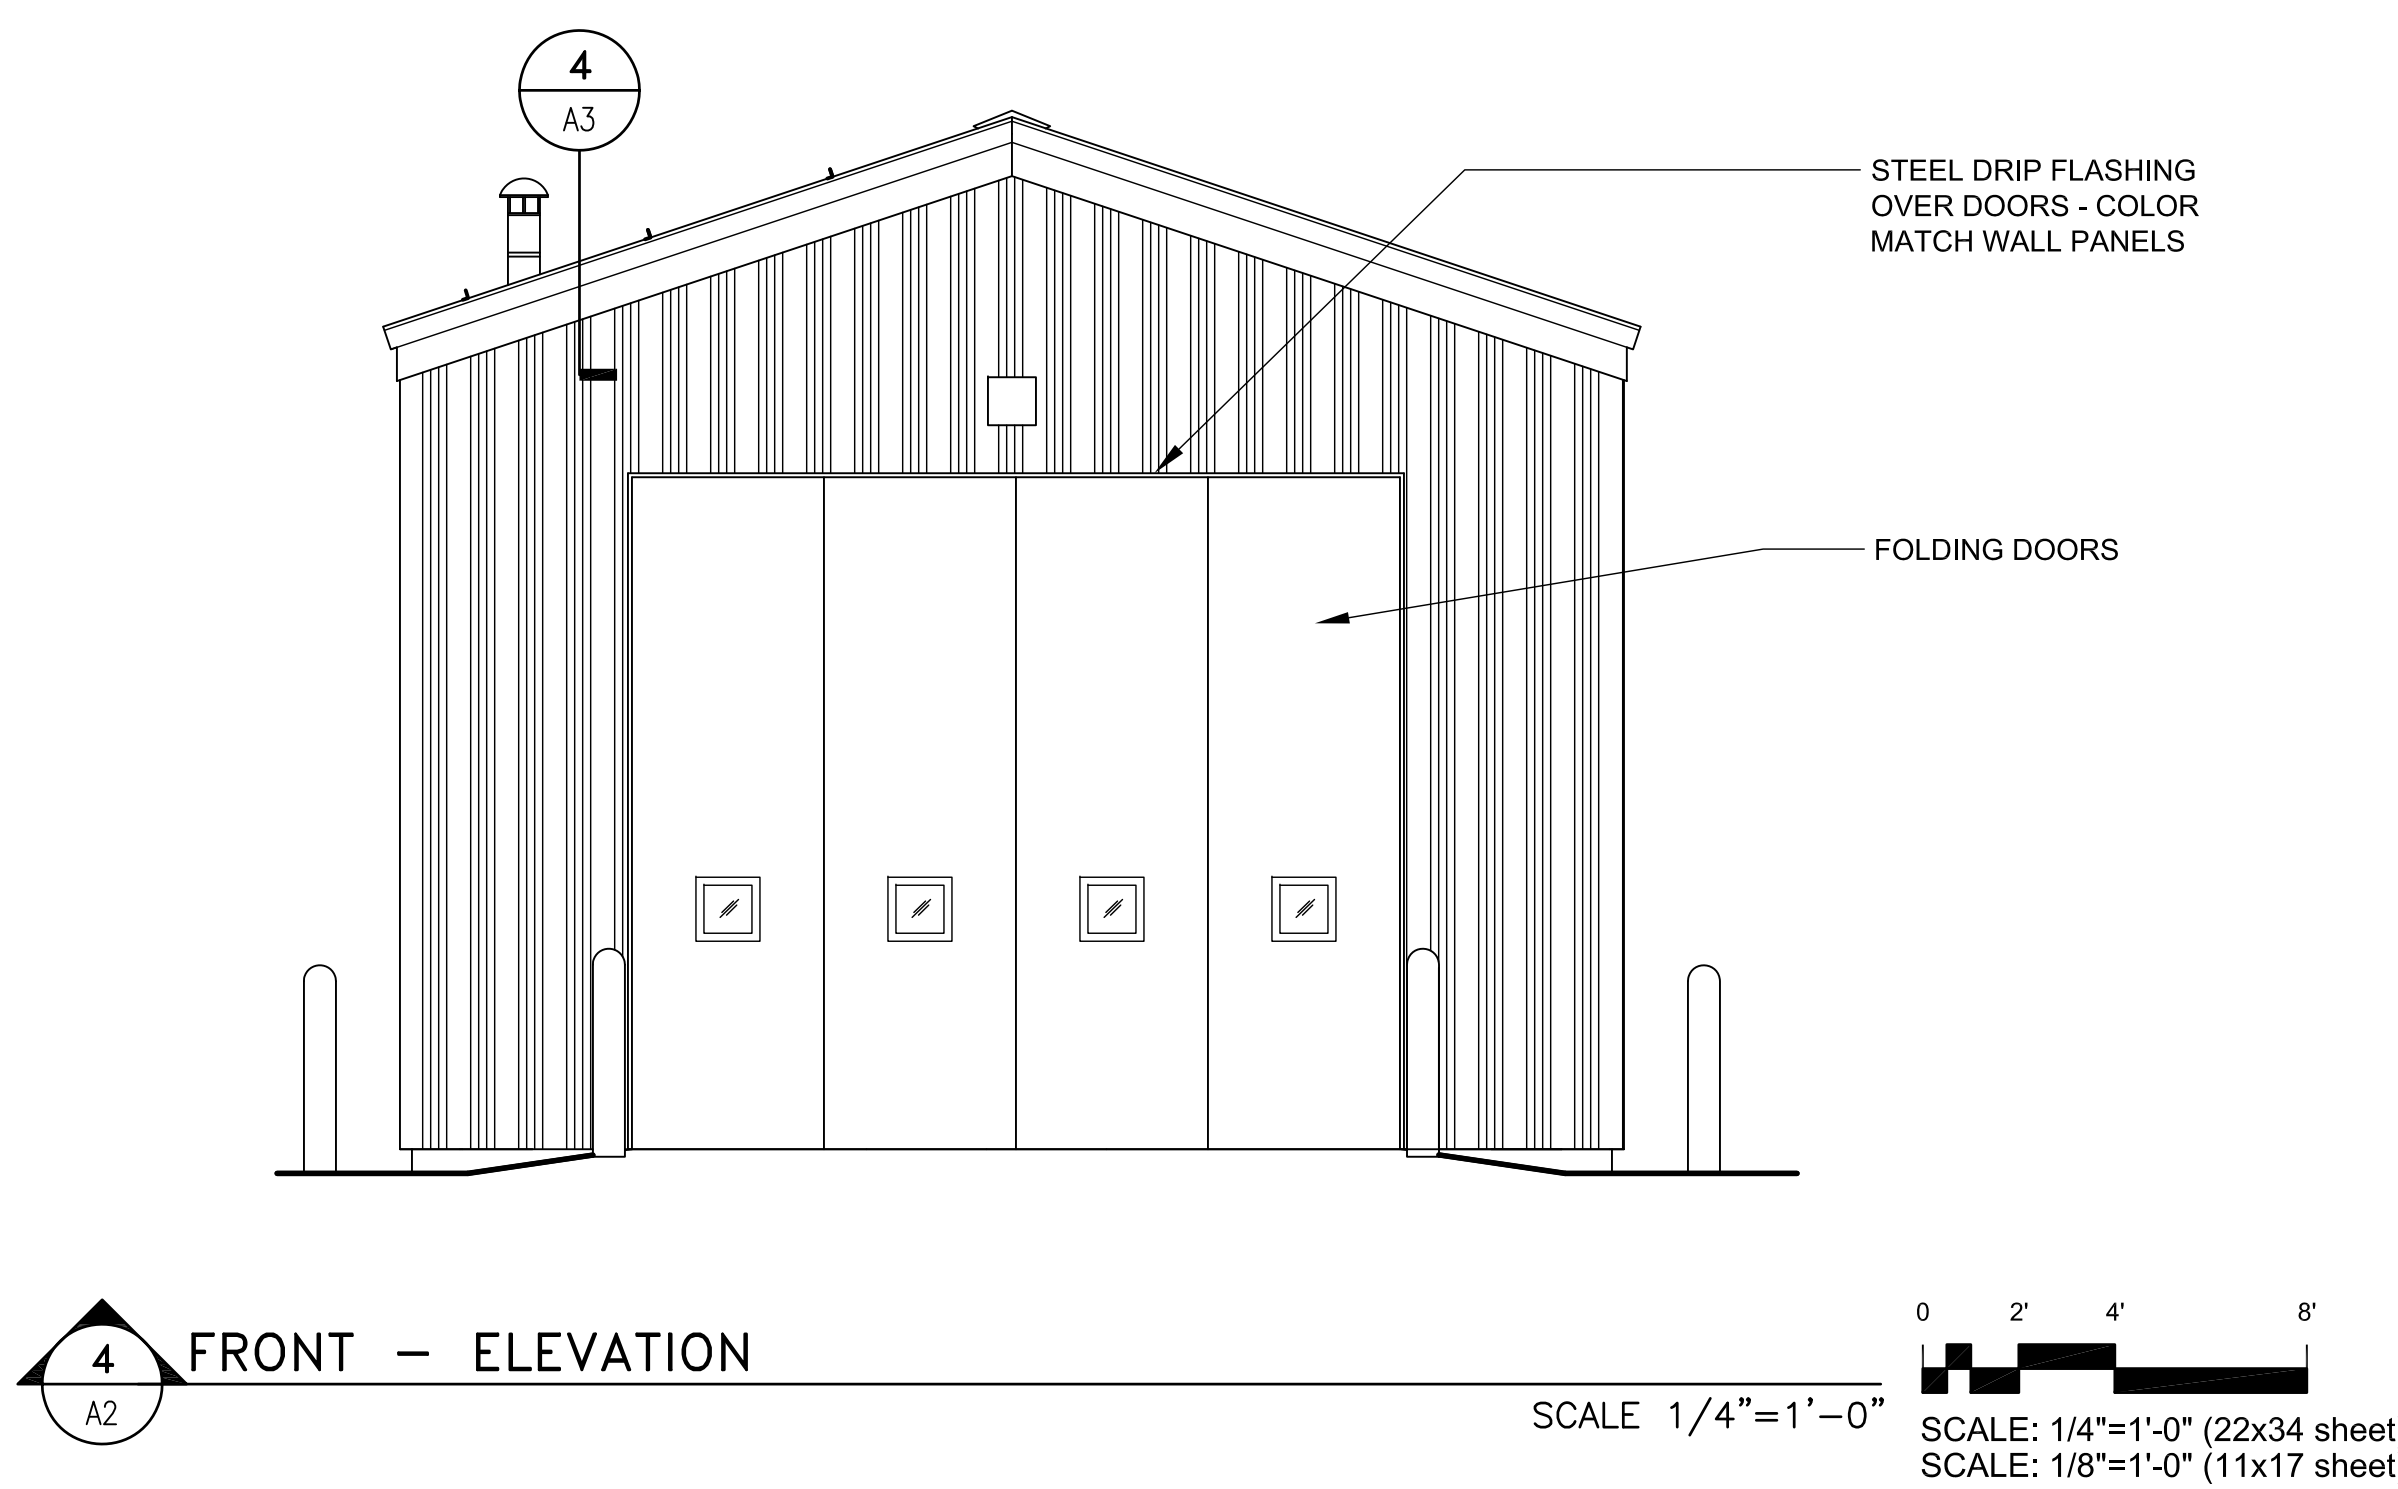 4
A3
STEEL DRIP FLASHING
OVER DOORS - COLOR
MATCH WALL PANELS
FOLDING DOORS
4
A2
FRONT - ELEVATION
SCALE 1/4"=1'-0"
0 2' 4' 8'
SCALE: 1/4"=1'-0" (22x34 sheet
SCALE: 1/8"=1'-0" (11x17 sheet